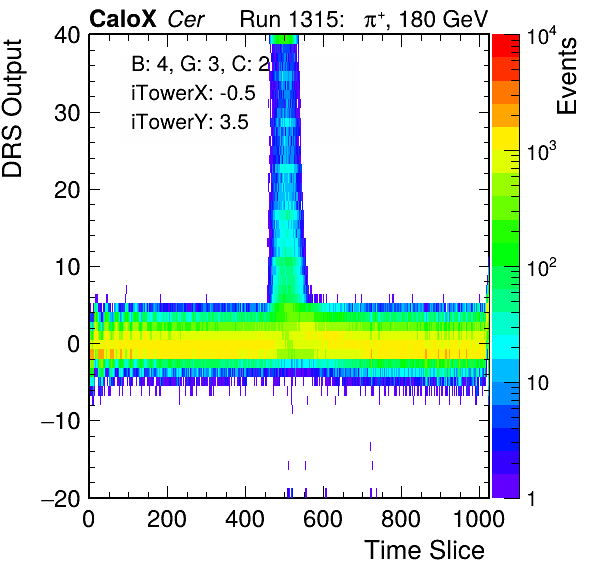 CaloX Cer Run 1315: π⁺, 180 GeV
B: 4, G: 3, C: 2
iTowerX: -0.5
iTowerY: 3.5
DRS Output
40
30
20
10
0
−10
−20
0 200 400 600 800 1000
Time Slice
Events
10⁴
10³
10²
10
1